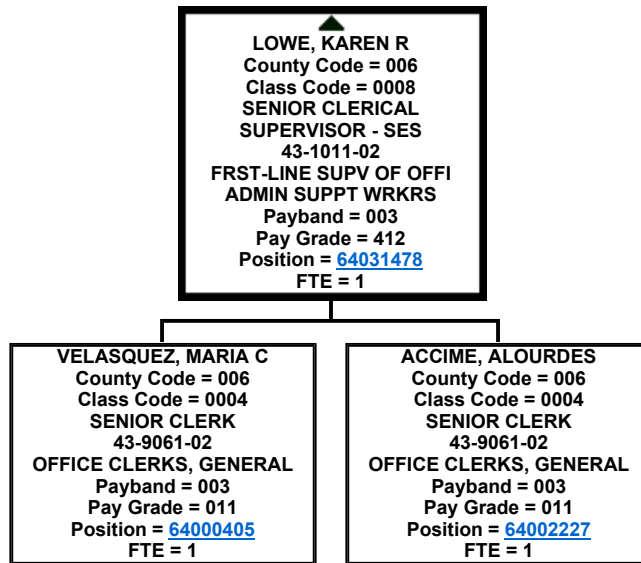 LOWE, KAREN R
County Code = 006
Class Code = 0008
SENIOR CLERICAL
SUPERVISOR - SES
43-1011-02
FRST-LINE SUPV OF OFFI
ADMIN SUPPT WRKRS
Payband = 003
Pay Grade = 412
Position = 64031478
FTE = 1
VELASQUEZ, MARIA C
County Code = 006
Class Code = 0004
SENIOR CLERK
43-9061-02
OFFICE CLERKS, GENERAL
Payband = 003
Pay Grade = 011
Position = 64000405
FTE = 1
ACCIME, ALOURDES
County Code = 006
Class Code = 0004
SENIOR CLERK
43-9061-02
OFFICE CLERKS, GENERAL
Payband = 003
Pay Grade = 011
Position = 64002227
FTE = 1